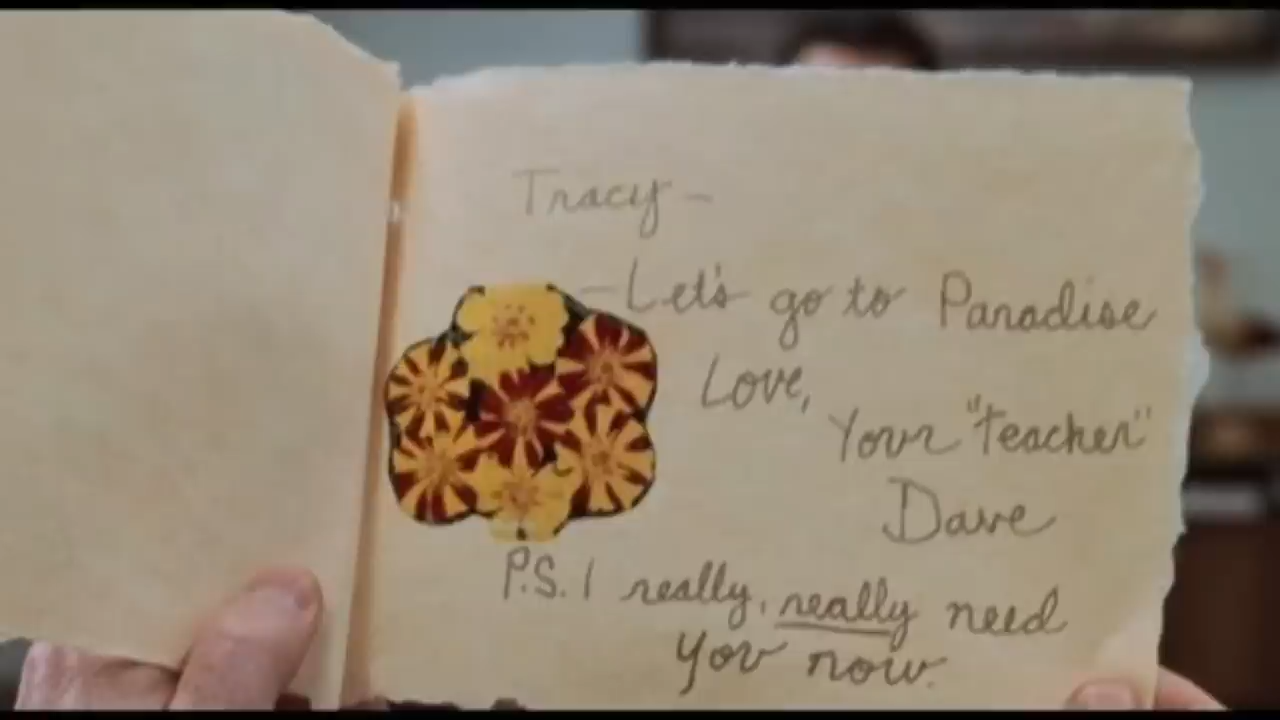 Tracy –
– Let's go to Paradise
Love,
Your "teacher"
Dave
P.S. I really, really need
you now.